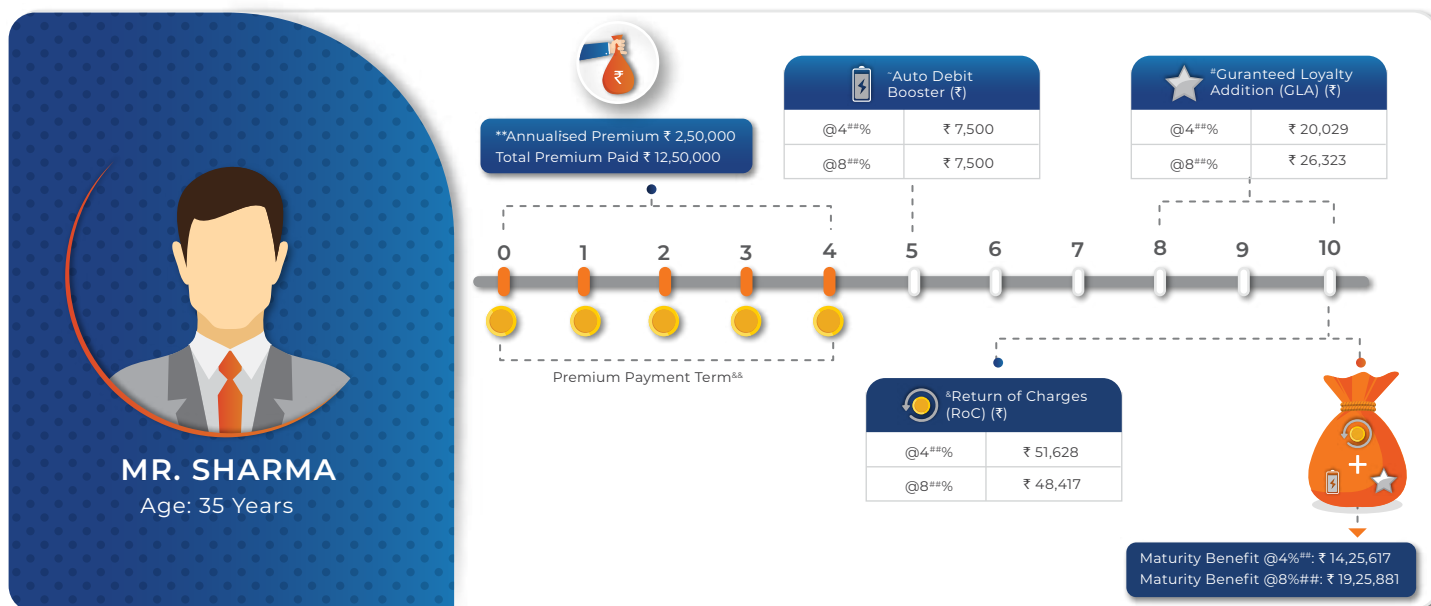 MR. SHARMA
Age: 35 Years
**Annualised Premium ₹ 2,50,000
Total Premium Paid ₹ 12,50,000
~Auto Debit
Booster (₹)
@4##% ₹ 7,500
@8##% ₹ 7,500
#Guranteed Loyalty
Addition (GLA) (₹)
@4##% ₹ 20,029
@8##% ₹ 26,323
0 1 2 3 4 5 6 7 8 9 10
Premium Payment Term&&
&Return of Charges
(RoC) (₹)
@4##% ₹ 51,628
@8##% ₹ 48,417
Maturity Benefit @4%##: ₹ 14,25,617
Maturity Benefit @8%##: ₹ 19,25,881